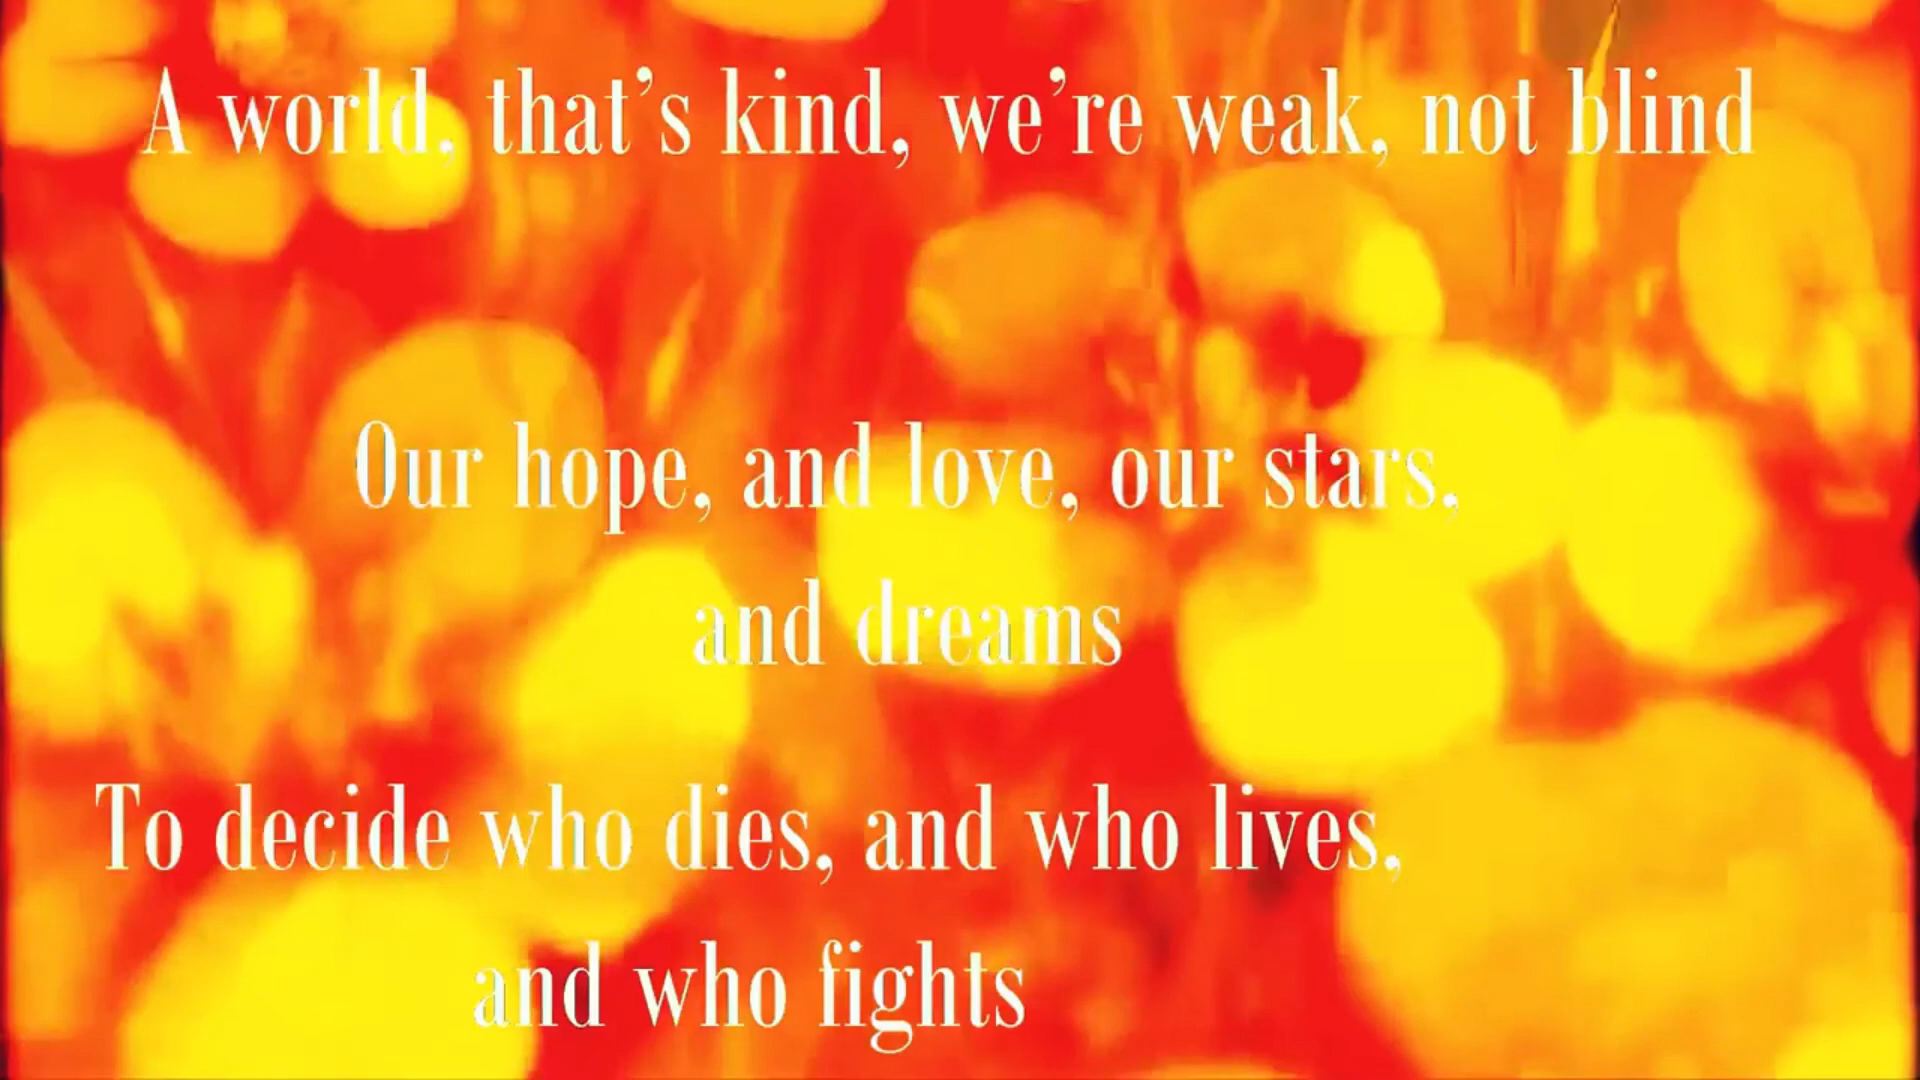 A world, that's kind, we're weak, not blind
Our hope, and love, our stars,
and dreams
To decide who dies, and who lives,
and who fights